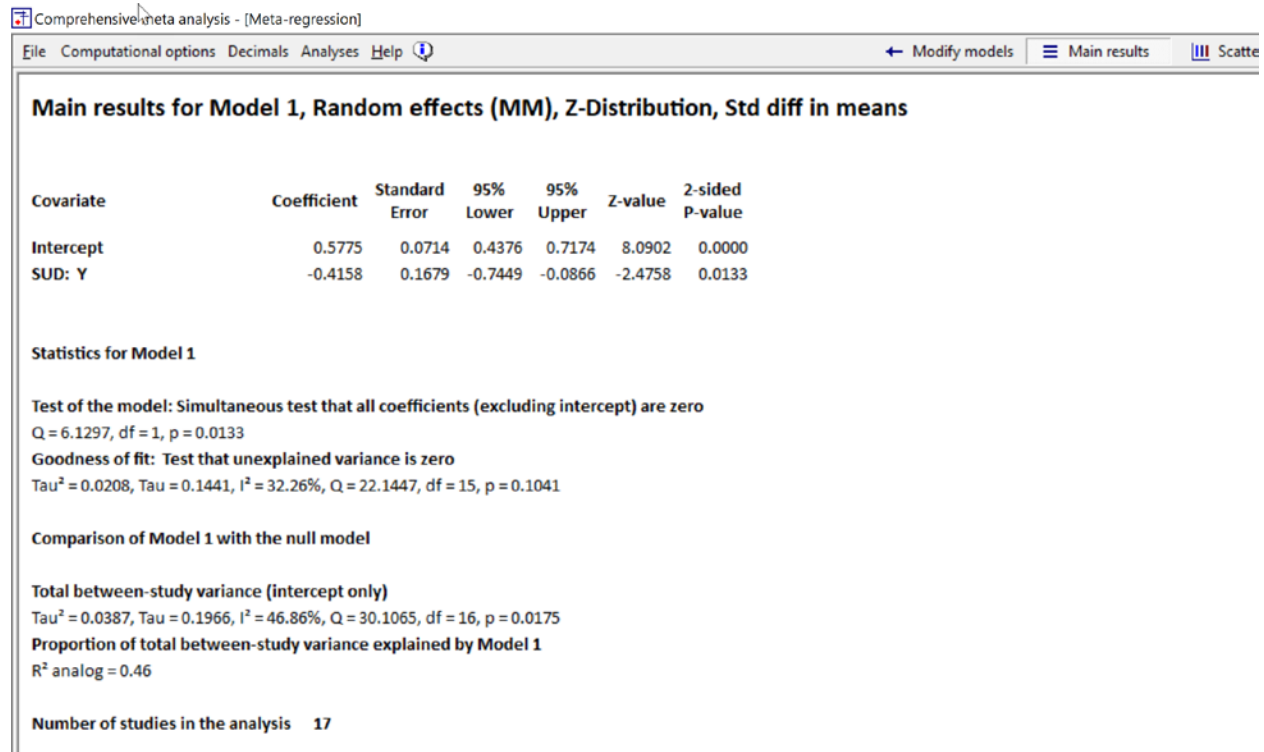 Comprehensive meta analysis - [Meta-regression]
File Computational options Decimals Analyses Help Modify models Main results Scatte
Main results for Model 1, Random effects (MM), Z-Distribution, Std diff in means
Covariate Coefficient Standard Error 95% Lower 95% Upper Z-value 2-sided P-value
Intercept 0.5775 0.0714 0.4376 0.7174 8.0902 0.0000
SUD: Y -0.4158 0.1679 -0.7449 -0.0866 -2.4758 0.0133
Statistics for Model 1
Test of the model: Simultaneous test that all coefficients (excluding intercept) are zero
Q = 6.1297, df = 1, p = 0.0133
Goodness of fit: Test that unexplained variance is zero
Tau² = 0.0208, Tau = 0.1441, I² = 32.26%, Q = 22.1447, df = 15, p = 0.1041
Comparison of Model 1 with the null model
Total between-study variance (intercept only)
Tau² = 0.0387, Tau = 0.1966, I² = 46.86%, Q = 30.1065, df = 16, p = 0.0175
Proportion of total between-study variance explained by Model 1
R² analog = 0.46
Number of studies in the analysis 17